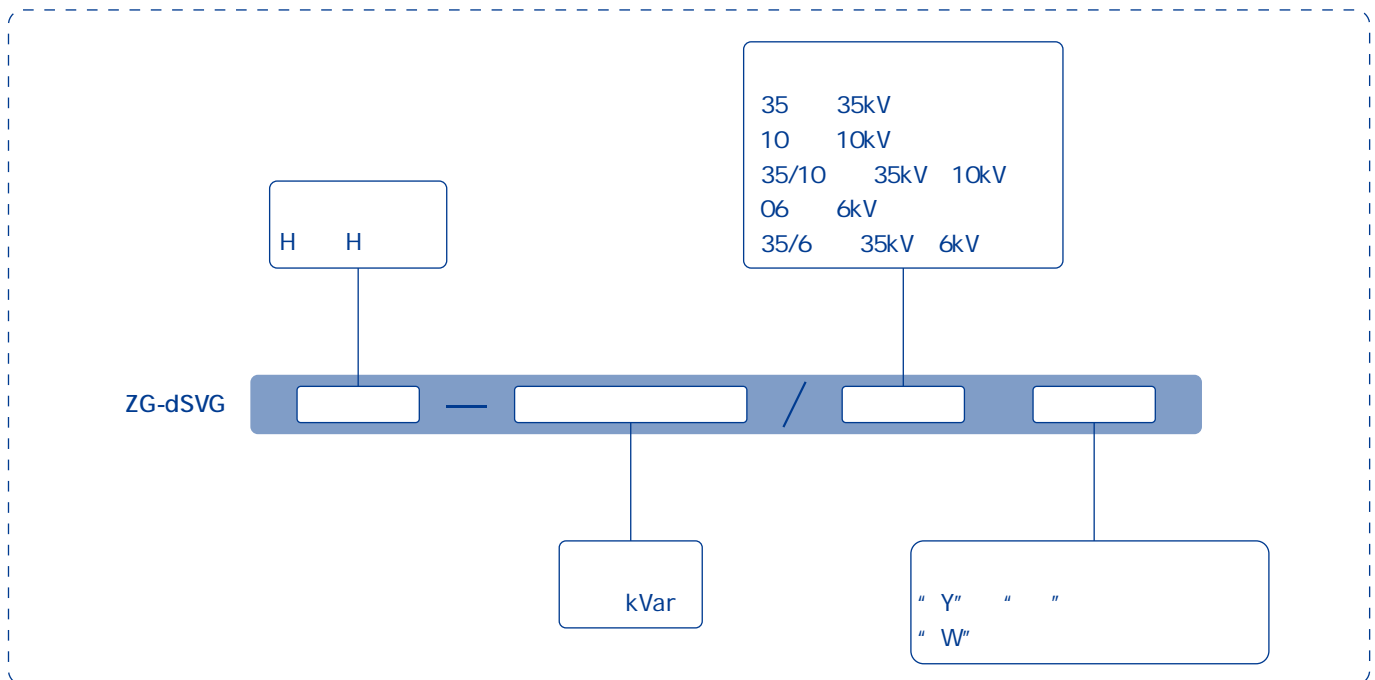 35 35kV
10 10kV
35/10 35kV 10kV
06 6kV
35/6 35kV 6kV
H H
ZG-dSVG — /
kVar
“ Y” “ ”
“ W”